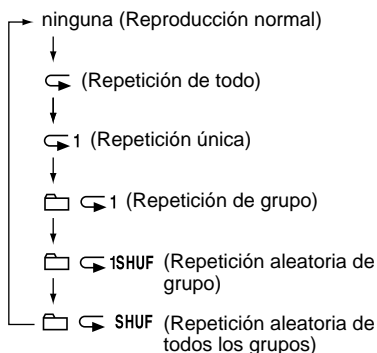 ninguna (Reproducción normal)
(Repetición de todo)
1 (Repetición única)
1 (Repetición de grupo)
1SHUF (Repetición aleatoria de
grupo)
SHUF (Repetición aleatoria de
todos los grupos)